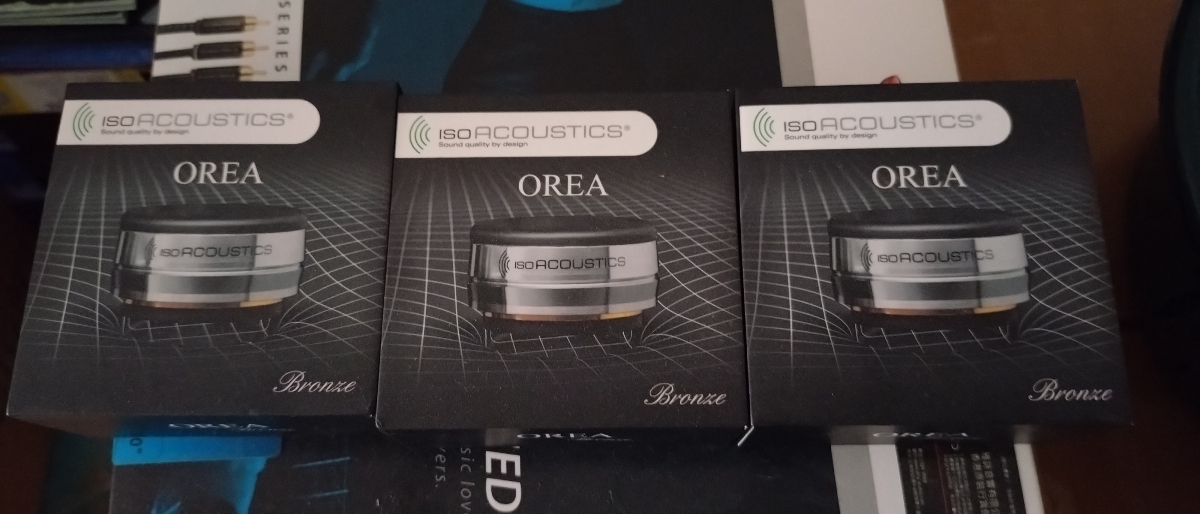 SERIES
isoACOUSTICS®
Sound quality by design
OREA
isoACOUSTICS
Bronze
OREA
isoACOUSTICS®
Sound quality by design
OREA
isoACOUSTICS
Bronze
OREA
isoACOUSTICS®
Sound quality by design
OREA
isoACOUSTICS
Bronze
OREA
ED
sic lov
vers.